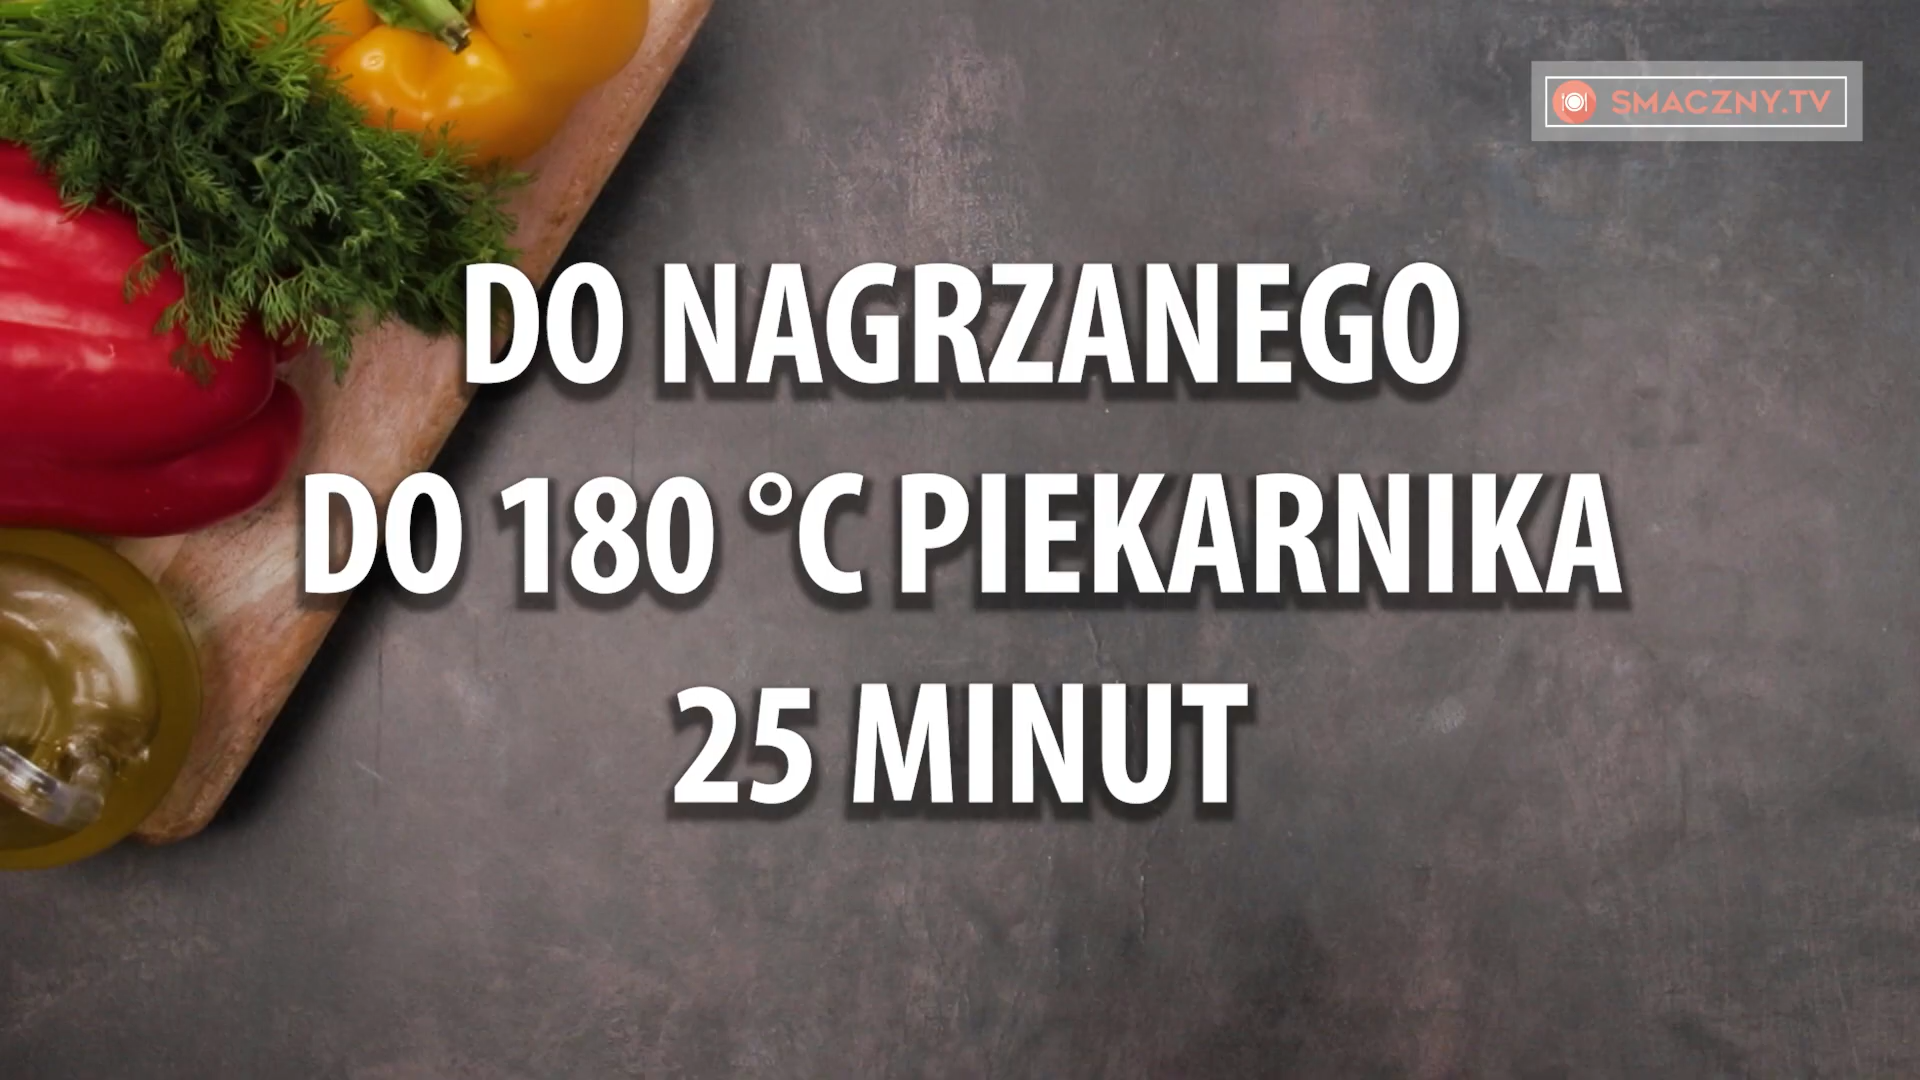 SMACZNY.TV
DO NAGRZANEGO
DO 180 °C PIEKARNIKA
25 MINUT